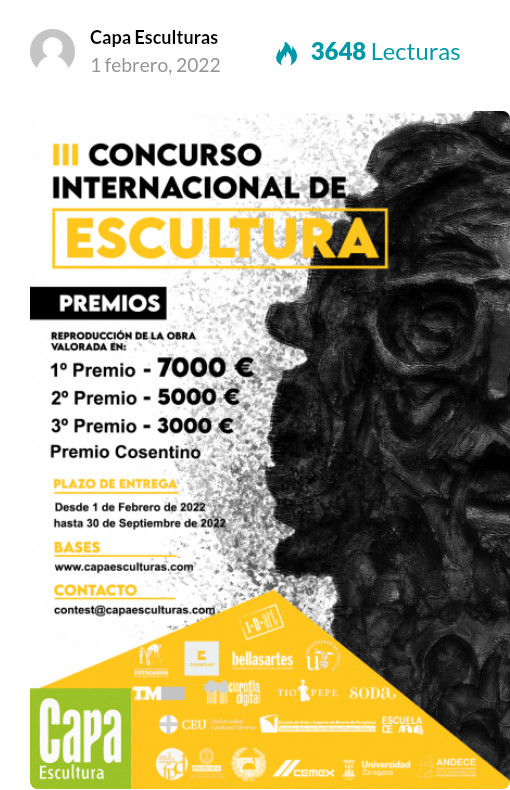 Capa Esculturas
1 febrero, 2022
3648 Lecturas
III CONCURSO
INTERNACIONAL DE
ESCULTURA
PREMIOS
REPRODUCCIÓN DE LA OBRA
VALORADA EN:
1º Premio - 7000 €
2º Premio - 5000 €
3º Premio - 3000 €
Premio Cosentino
PLAZO DE ENTREGA
Desde 1 de Febrero de 2022
hasta 30 de Septiembre de 2022
BASES
www.capaesculturas.com
CONTACTO
contest@capaesculturas.com
bellasartes
TM
clorofila
digital
TIO PEPE
SODA
CEU
ESCUELA
DE ARTE
Capa
Escultura
CEMEX
Universidad
Zaragoza
ANDECE